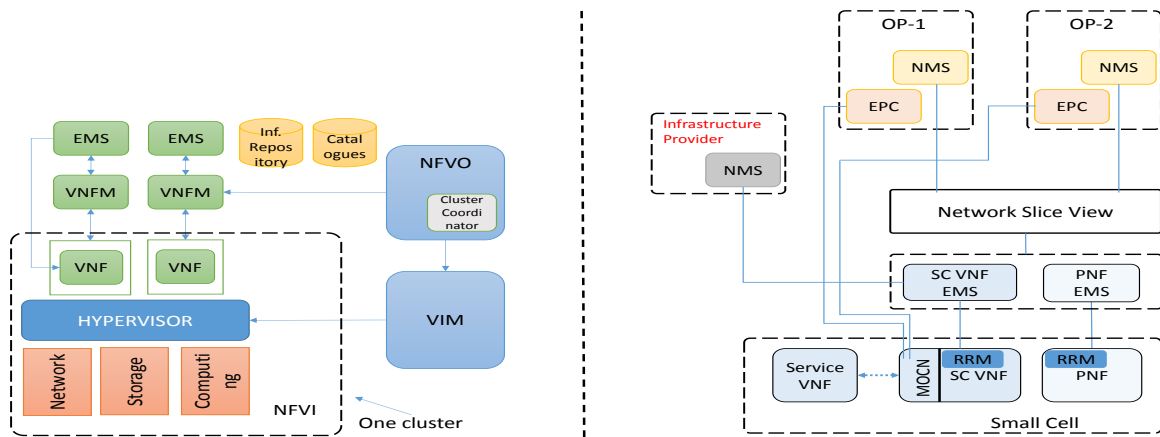 EMS
EMS
Inf.
Repos
itory
Catal
ogues
NFVO
Cluster
Coordi
nator
VNFM
VNFM
VNF
VNF
HYPERVISOR
VIM
Network
Storage
Computi
ng
NFVI
One cluster
OP-1
OP-2
NMS
NMS
EPC
EPC
Infrastructure
Provider
NMS
Network Slice View
SC VNF
EMS
PNF
EMS
Service
VNF
MOCN
RRM
SC VNF
RRM
PNF
Small Cell